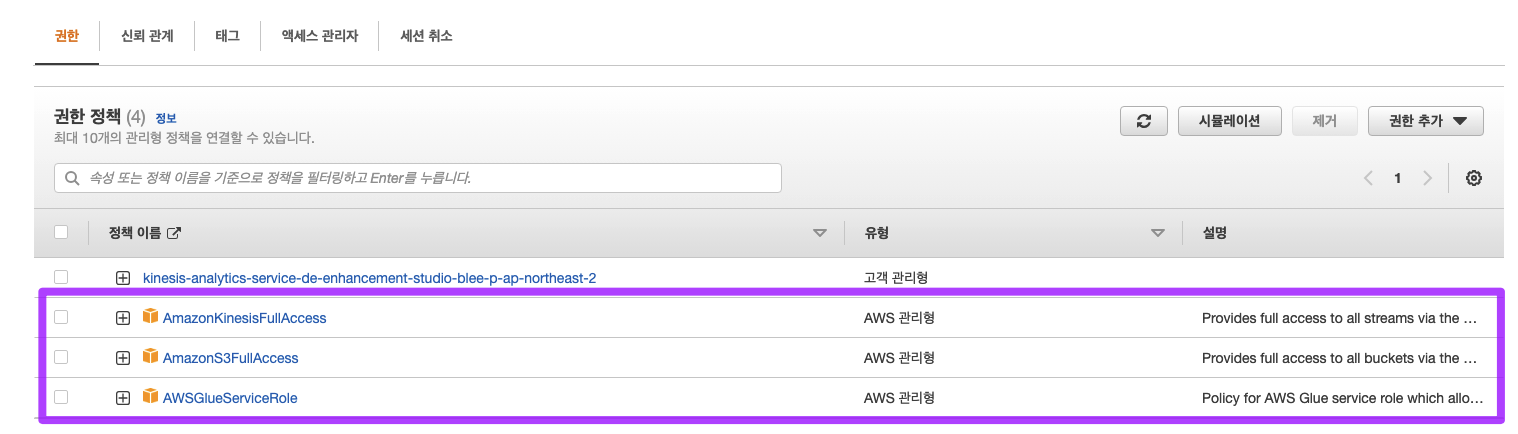 권한 신뢰 관계 태그 액세스 관리자 세션 취소
권한 정책 (4) 정보
최대 10개의 관리형 정책을 연결할 수 있습니다.
시뮬레이션 제거 권한 추가
속성 또는 정책 이름을 기준으로 정책을 필터링하고 Enter를 누릅니다.
1
정책 이름 유형 설명
kinesis-analytics-service-de-enhancement-studio-blee-p-ap-northeast-2 고객 관리형
AmazonKinesisFullAccess AWS 관리형 Provides full access to all streams via the ...
AmazonS3FullAccess AWS 관리형 Provides full access to all buckets via the ...
AWSGlueServiceRole AWS 관리형 Policy for AWS Glue service role which allo...